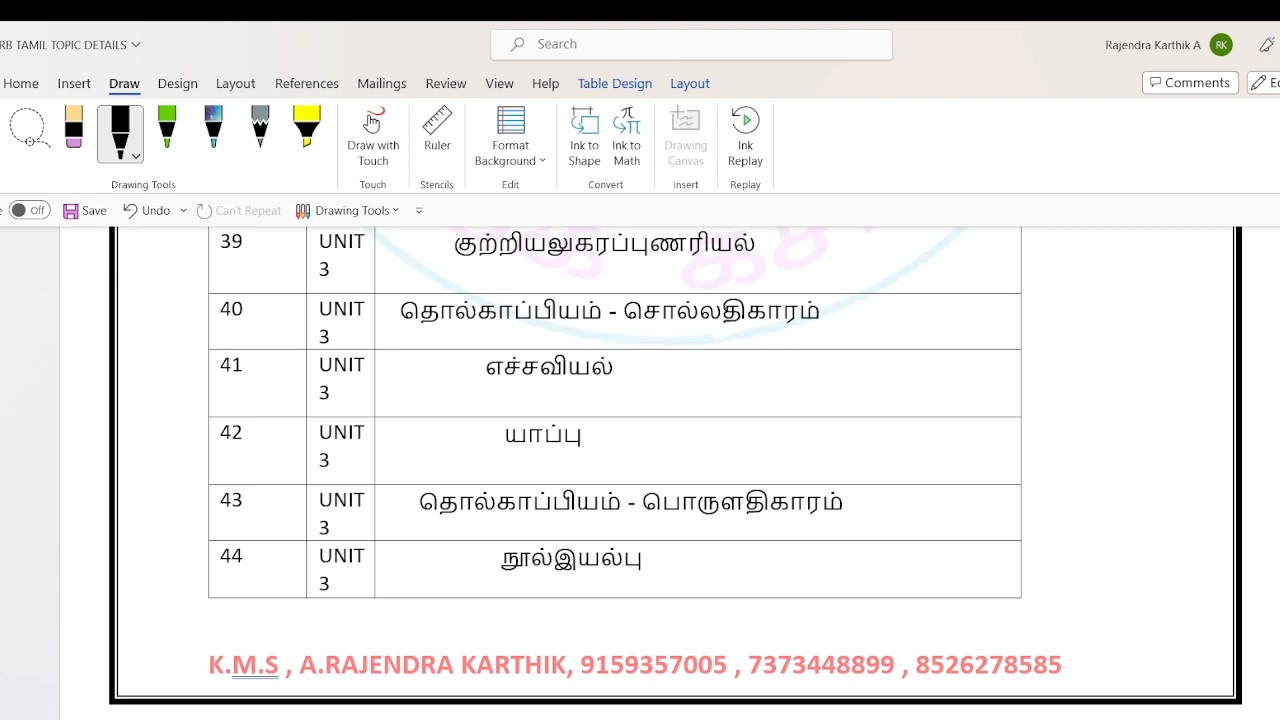 RB TAMIL TOPIC DETAILS
Search
Rajendra Karthik A RK
Home Insert Draw Design Layout References Mailings Review View Help Table Design Layout
Comments
Draw with Touch
Ruler
Format Background
Ink to Shape
Ink to Math
Drawing Canvas
Ink Replay
Drawing Tools Touch Stencils Edit Convert Insert Replay
Off Save Undo Can't Repeat Drawing Tools
39 UNIT 3 குற்றியலுகரப்புணரியல்
40 UNIT 3 தொல்காப்பியம் - சொல்லதிகாரம்
41 UNIT 3 எச்சவியல்
42 UNIT 3 யாப்பு
43 UNIT 3 தொல்காப்பியம் - பொருளதிகாரம்
44 UNIT 3 நூல்இயல்பு
K.M.S , A.RAJENDRA KARTHIK, 9159357005 , 7373448899 , 8526278585